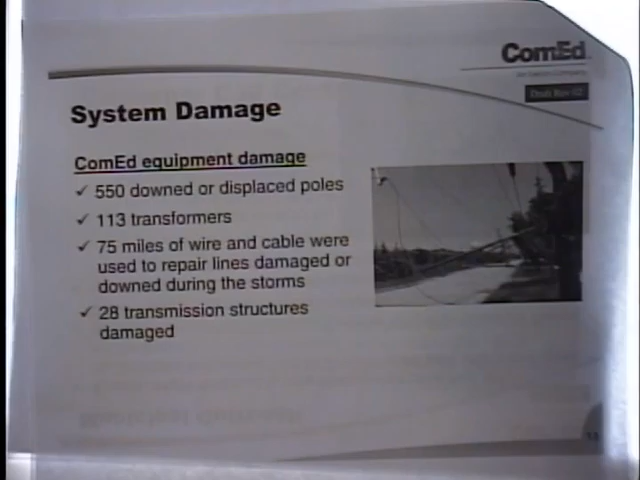 ComEd
System Damage
ComEd equipment damage
✓ 550 downed or displaced poles
✓ 113 transformers
✓ 75 miles of wire and cable were
used to repair lines damaged or
downed during the storms
✓ 28 transmission structures
damaged